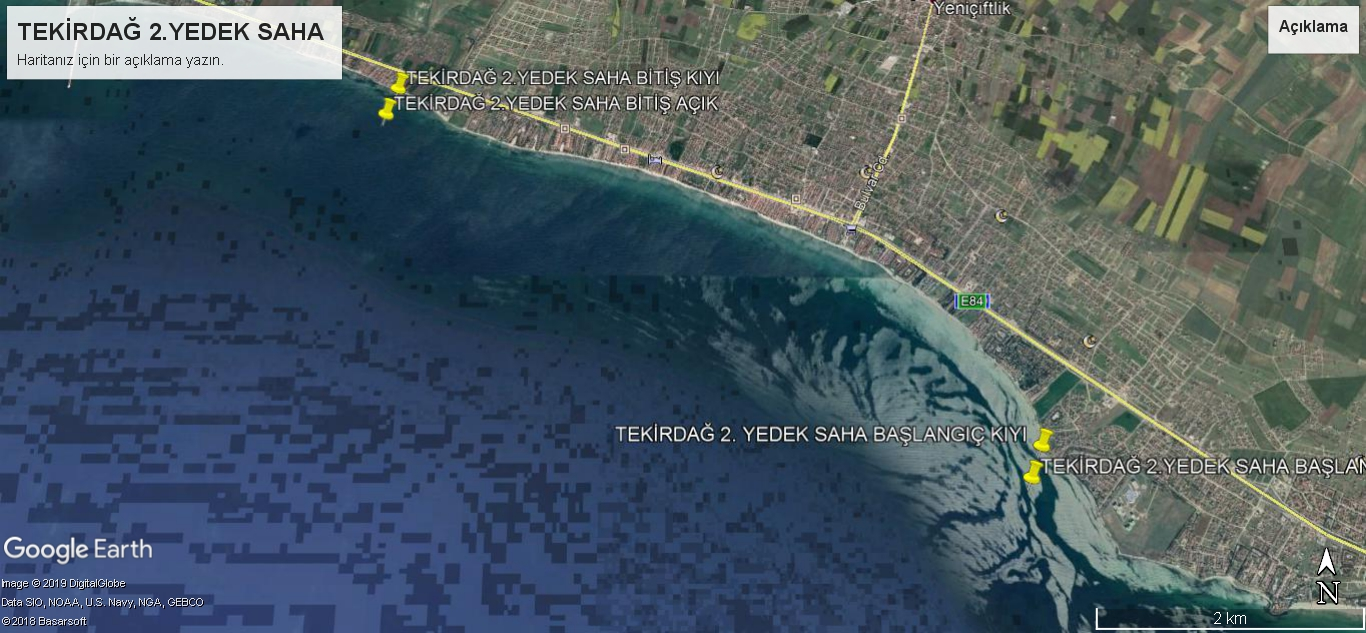 TEKİRDAĞ 2.YEDEK SAHA
Haritanız için bir açıklama yazın.
Yeniçiftlik
Açıklama
TEKİRDAĞ 2.YEDEK SAHA BİTİŞ KIYI
TEKİRDAĞ 2.YEDEK SAHA BİTİŞ AÇIK
Bulvar Cd.
E84
TEKİRDAĞ 2. YEDEK SAHA BAŞLANGIÇ KIYI
TEKİRDAĞ 2.YEDEK SAHA BAŞLAN
Google Earth
Image © 2019 DigitalGlobe
Data SIO, NOAA, U.S. Navy, NGA, GEBCO
©2018 Basarsoft
N
2 km